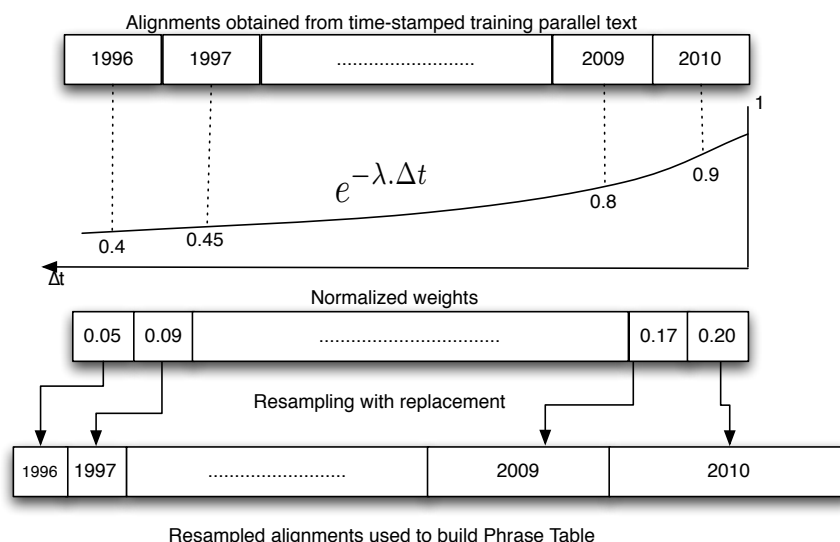 Alignments obtained from time-stamped training parallel text
1996 1997 ........................... 2009 2010
1
e^{-λ.Δt}
0.9
0.8
0.45
0.4
Δt
Normalized weights
0.05 0.09 ................................... 0.17 0.20
Resampling with replacement
1996 1997 ........................... 2009 2010
Resampled alignments used to build Phrase Table